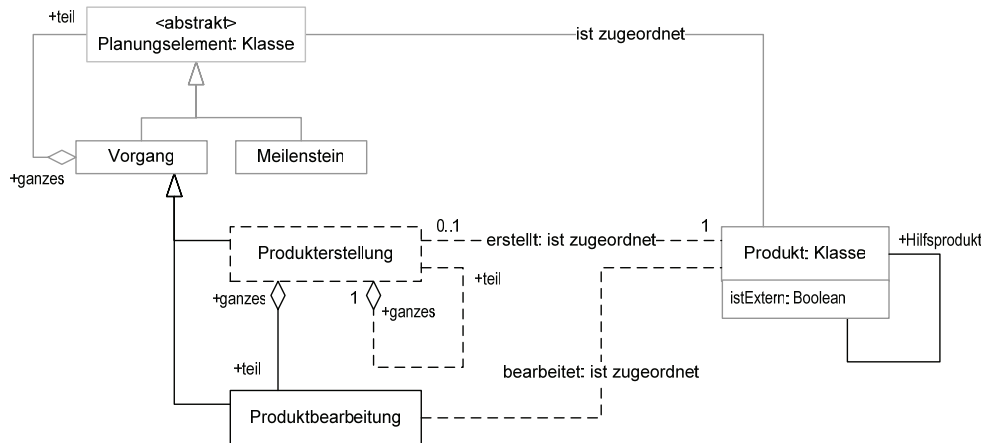 +teil
<abstrakt>
Planungselement: Klasse
ist zugeordnet
Vorgang
Meilenstein
+ganzes
0..1
1
erstellt: ist zugeordnet
+Hilfsprodukt
Produkterstellung
Produkt: Klasse
+teil
+ganzes
1
+ganzes
istExtern: Boolean
+teil
bearbeitet: ist zugeordnet
Produktbearbeitung